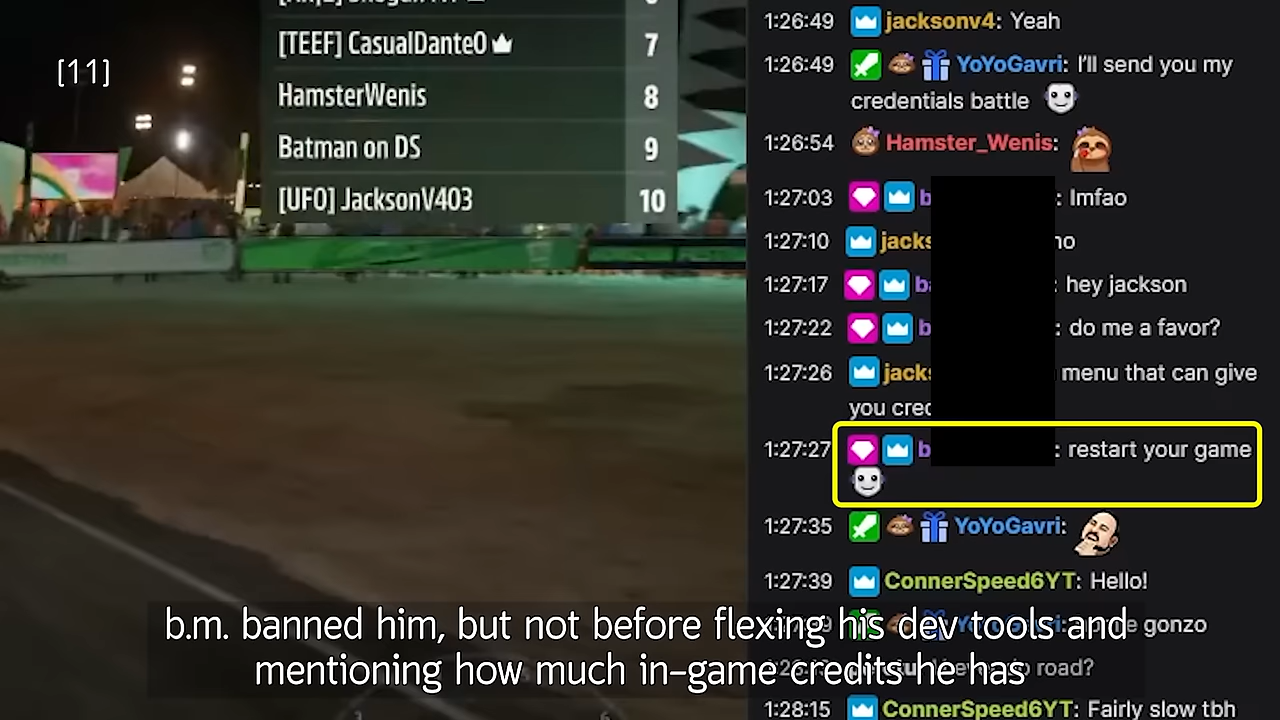 [11]
[TEEF] CasualDanteO 7
HamsterWenis 8
Batman on DS 9
[UFO] JacksonV403 10
1:26:49 jacksonv4: Yeah
1:26:49 YoYoGavri: I'll send you my
credentials battle
1:26:54 Hamster_Wenis:
1:27:03 b : lmfao
1:27:10 jacks no
1:27:17 ba : hey jackson
1:27:22 b : do me a favor?
1:27:26 jacks menu that can give
you cred
1:27:27 b : restart your game
1:27:35 YoYoGavri:
1:27:39 ConnerSpeed6YT: Hello!
gonzo
road?
1:28:15 ConnerSpeed6YT: Fairly slow tbh
b.m. banned him, but not before flexing his dev tools and
mentioning how much in-game credits he has